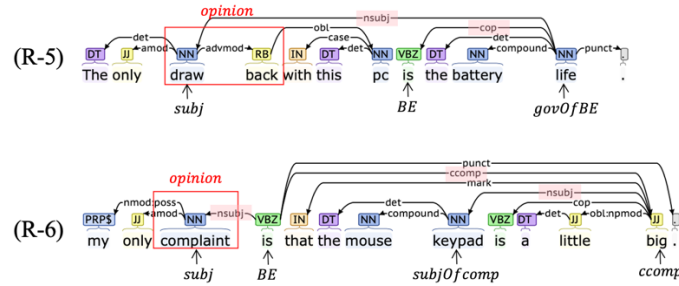 opinion
nsubj
cop
det amod advmod obl case det det compound punct
(R-5) DT JJ NN RB IN DT NN VBZ DT NN NN .
The only draw back with this pc is the battery life .
subj BE govOfBE
punct
ccomp
opinion mark
nsubj
nmod:poss amod nsubj det compound cop det obl:npmod
(R-6) PRP$ JJ NN VBZ IN DT NN NN VBZ DT JJ JJ .
my only complaint is that the mouse keypad is a little big .
subj BE subjOfcomp ccomp